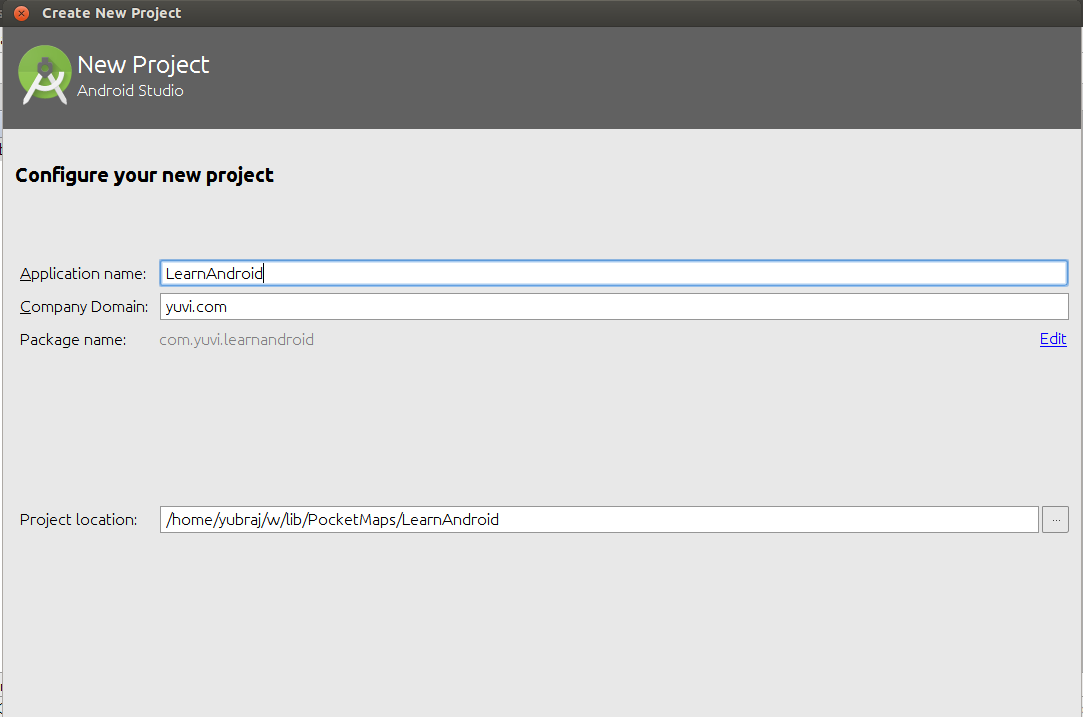 Create New Project
New Project
Android Studio
Configure your new project
Application name: LearnAndroid
Company Domain: yuvi.com
Package name: com.yuvi.learnandroid Edit
Project location: /home/yubraj/w/lib/PocketMaps/LearnAndroid ...